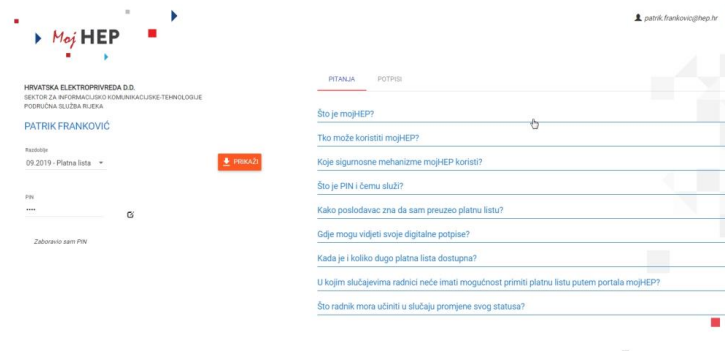 Moj HEP
patrik.frankovic@hep.hr
HRVATSKA ELEKTROPRIVREDA D.D.
SEKTOR ZA INFORMACIJSKO KOMUNIKACIJSKE-TEHNOLOGIJE
PODRUČNA SLUŽBA RIJEKA
PATRIK FRANKOVIĆ
Razdoblje
09.2019 - Platna lista
PRIKAŽI
PIN
••••
Zaboravio sam PIN
PITANJA POTPISI
Što je mojHEP?
Tko može koristiti mojHEP?
Koje sigurnosne mehanizme mojHEP koristi?
Što je PIN i čemu služi?
Kako poslodavac zna da sam preuzeo platnu listu?
Gdje mogu vidjeti svoje digitalne potpise?
Kada je i koliko dugo platna lista dostupna?
U kojim slučajevima radnici neće imati mogućnost primiti platnu listu putem portala mojHEP?
Što radnik mora učiniti u slučaju promjene svog statusa?